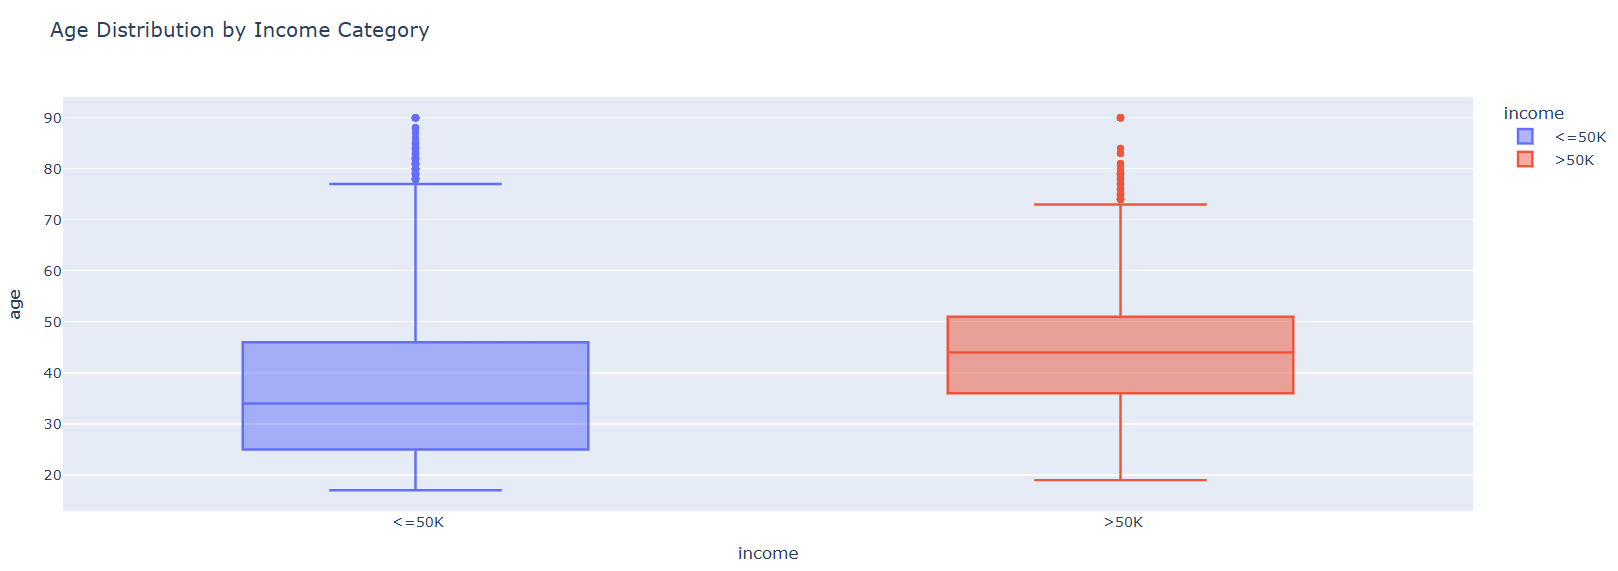 Age Distribution by Income Category
90
80
70
60
50
40
30
20
age
<=50K
>50K
income
income
<=50K
>50K